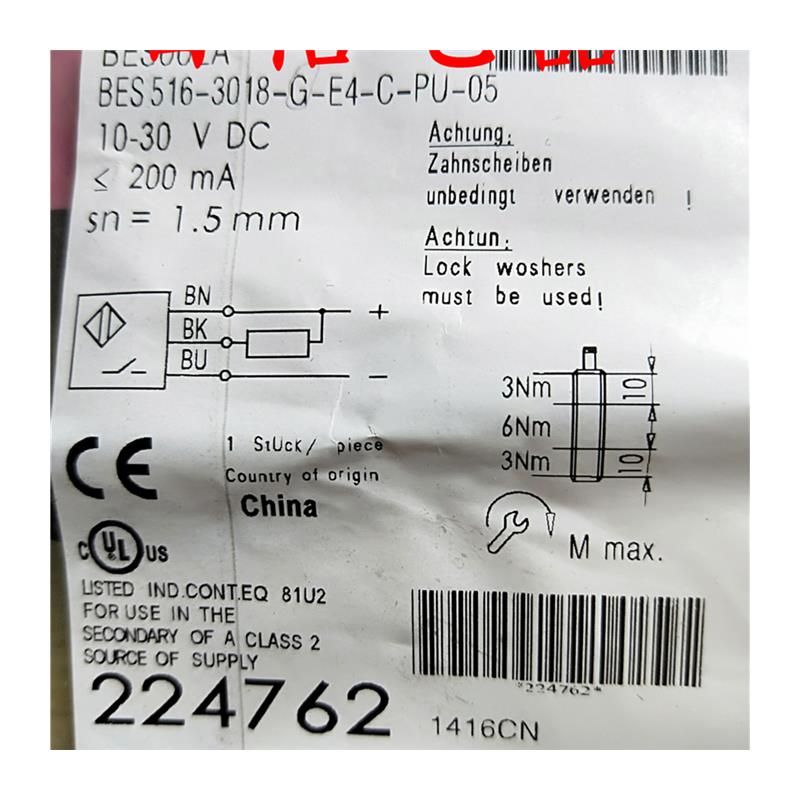 BES 516-3018-G-E4-C-PU-05
10-30 V DC
≤ 200 mA
sn = 1.5 mm
Achtung:
Zahnscheiben
unbedingt verwenden !
Achtun:
Lock woshers
must be used!
BN
BK
BU
+
−
3Nm
6Nm
3Nm
10
10
M max.
CE
1 StUck/ piece
Country of origin
China
c UL us
LISTED IND.CONT.EQ 81U2
FOR USE IN THE
SECONDARY OF A CLASS 2
SOURCE OF SUPPLY
224762
*224762*
1416CN